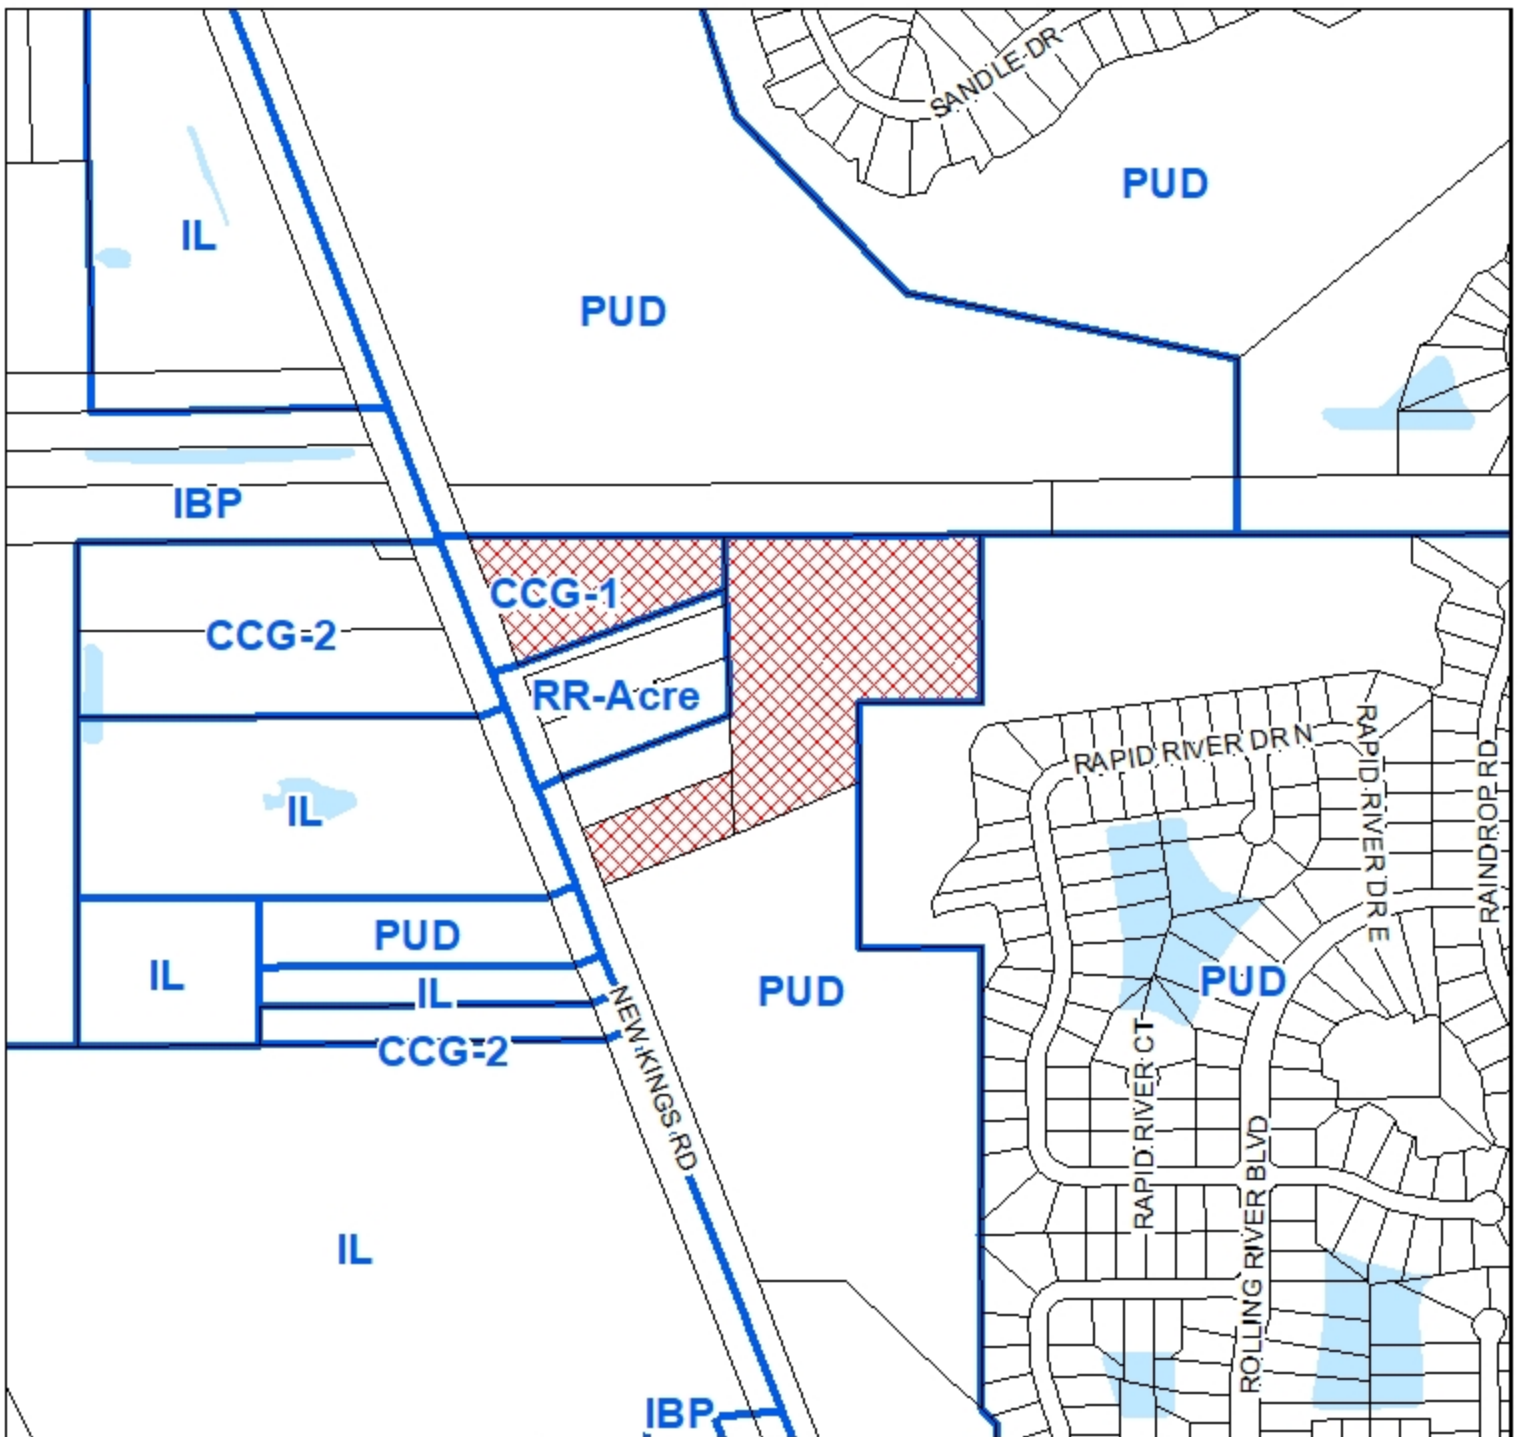 SANDLE DR
PUD
IL
PUD
IBP
CCG-1
CCG-2
RR-Acre
RAPID RIVER DR N
RAPID RIVER DR E
RAINDROP RD
IL
PUD
IL
PUD
PUD
IL
CCG-2
NEW KINGS RD
RAPID RIVER CT
ROLLING RIVER BLVD
IL
IBP